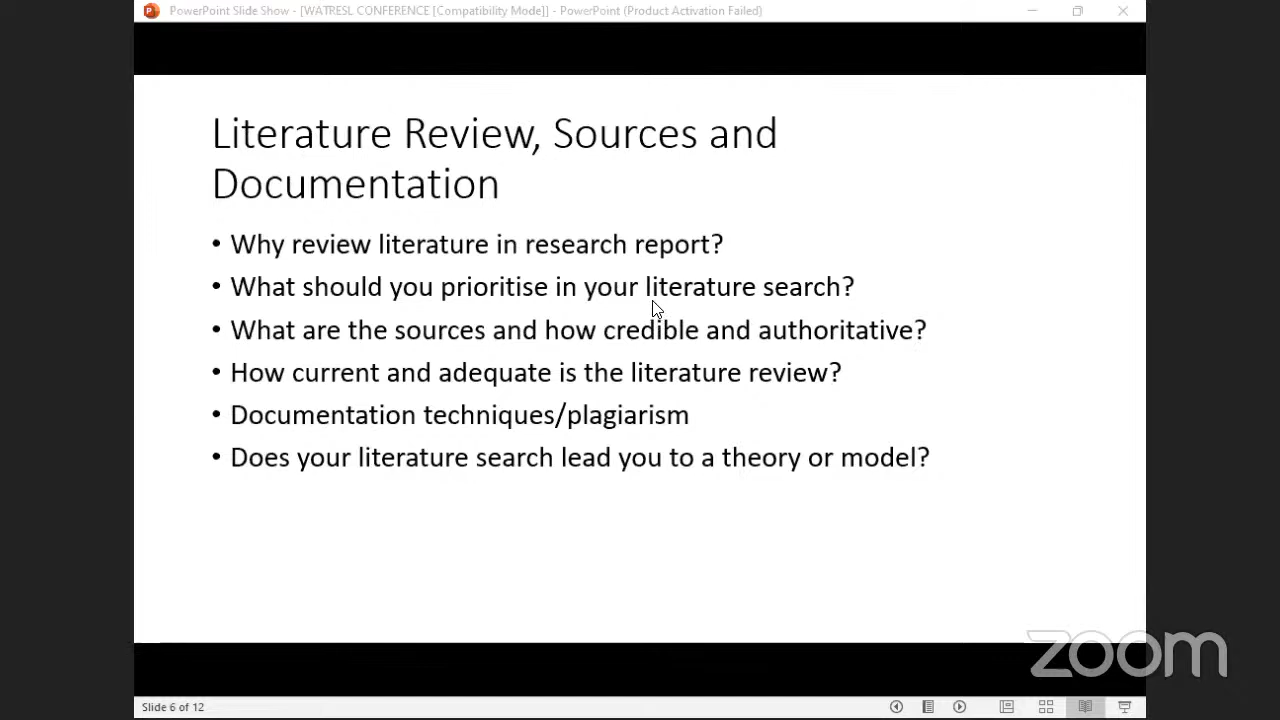 PowerPoint Slide Show - [WATRESL CONFERENCE [Compatibility Mode]] - PowerPoint (Product Activation Failed)
Literature Review, Sources and
Documentation
• Why review literature in research report?
• What should you prioritise in your literature search?
• What are the sources and how credible and authoritative?
• How current and adequate is the literature review?
• Documentation techniques/plagiarism
• Does your literature search lead you to a theory or model?
zoom
Slide 6 of 12